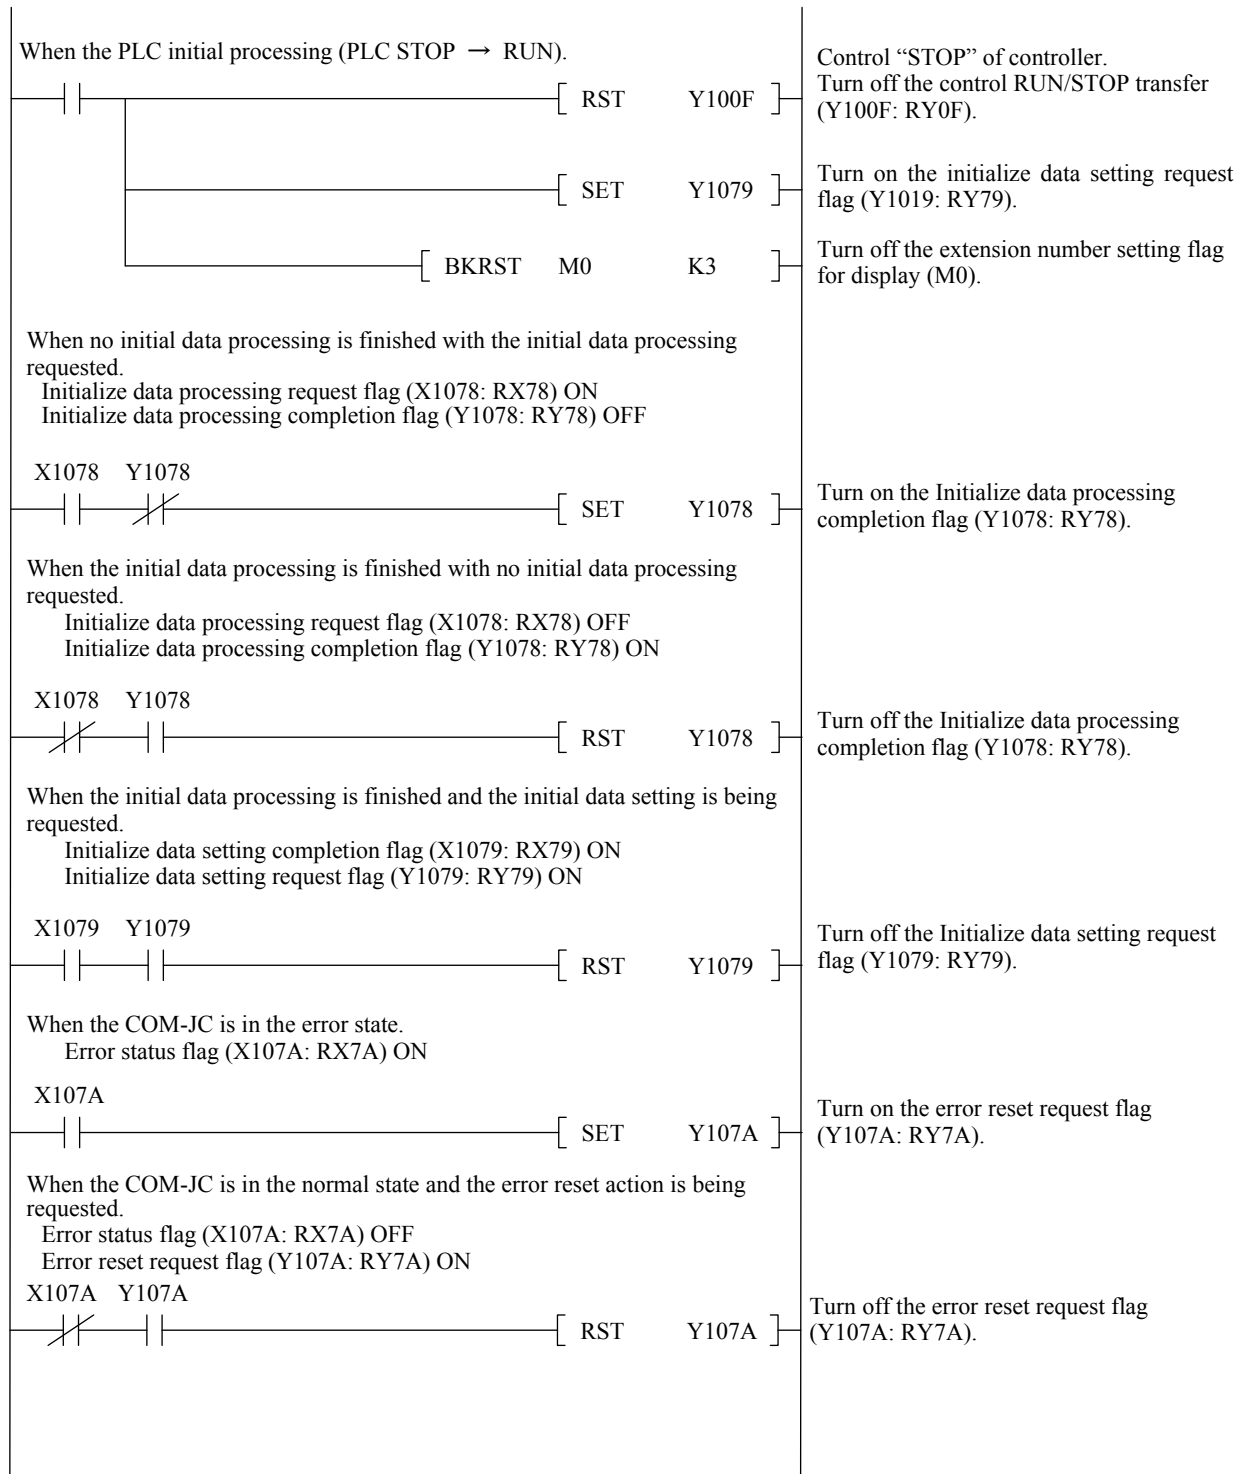 When the PLC initial processing (PLC STOP → RUN).
Control “STOP” of controller.
Turn off the control RUN/STOP transfer
(Y100F: RY0F).
RST Y100F
Turn on the initialize data setting request
flag (Y1019: RY79).
SET Y1079
Turn off the extension number setting flag
for display (M0).
BKRST M0 K3
When no initial data processing is finished with the initial data processing
requested.
Initialize data processing request flag (X1078: RX78) ON
Initialize data processing completion flag (Y1078: RY78) OFF
X1078 Y1078
SET Y1078
Turn on the Initialize data processing
completion flag (Y1078: RY78).
When the initial data processing is finished with no initial data processing
requested.
Initialize data processing request flag (X1078: RX78) OFF
Initialize data processing completion flag (Y1078: RY78) ON
X1078 Y1078
RST Y1078
Turn off the Initialize data processing
completion flag (Y1078: RY78).
When the initial data processing is finished and the initial data setting is being
requested.
Initialize data setting completion flag (X1079: RX79) ON
Initialize data setting request flag (Y1079: RY79) ON
X1079 Y1079
RST Y1079
Turn off the Initialize data setting request
flag (Y1079: RY79).
When the COM-JC is in the error state.
Error status flag (X107A: RX7A) ON
X107A
SET Y107A
Turn on the error reset request flag
(Y107A: RY7A).
When the COM-JC is in the normal state and the error reset action is being
requested.
Error status flag (X107A: RX7A) OFF
Error reset request flag (Y107A: RY7A) ON
X107A Y107A
RST Y107A
Turn off the error reset request flag
(Y107A: RY7A).